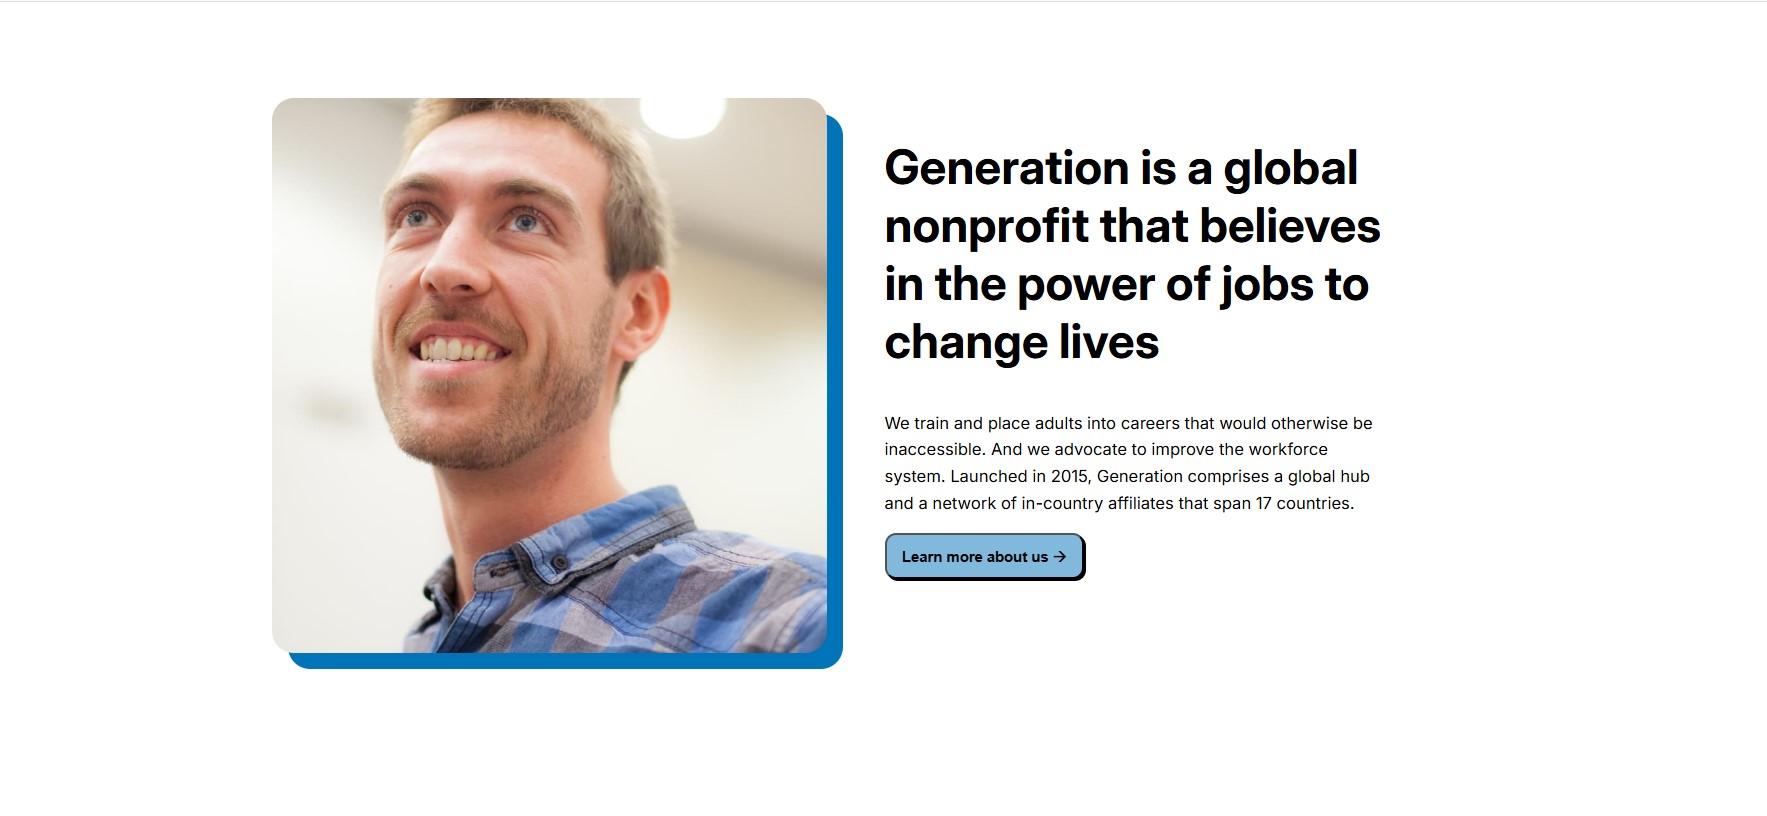 Generation is a global
nonprofit that believes
in the power of jobs to
change lives
We train and place adults into careers that would otherwise be
inaccessible. And we advocate to improve the workforce
system. Launched in 2015, Generation comprises a global hub
and a network of in-country affiliates that span 17 countries.
Learn more about us →